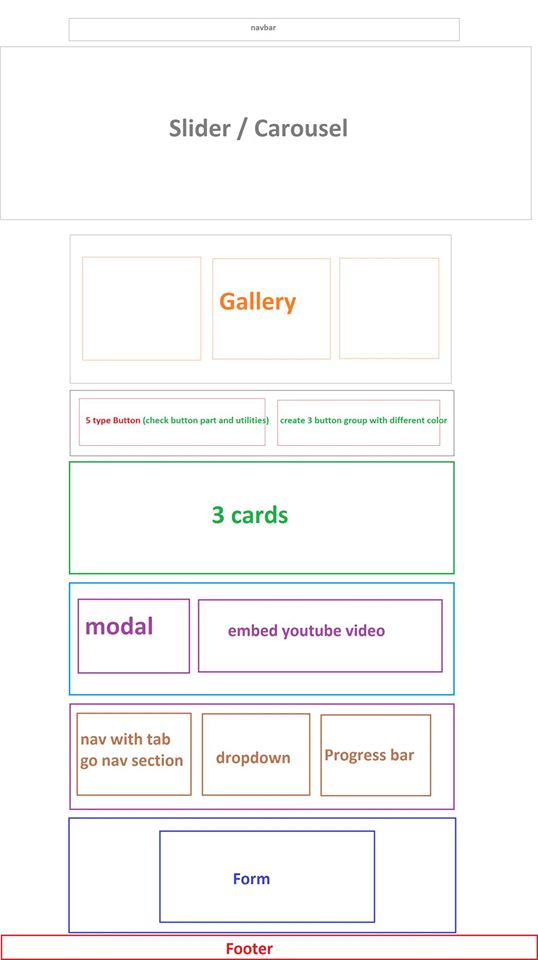 navbar
Slider / Carousel
Gallery
5 type Button (check button part and utilities)
create 3 button group with different color
3 cards
modal
embed youtube video
nav with tab
go nav section
dropdown
Progress bar
Form
Footer